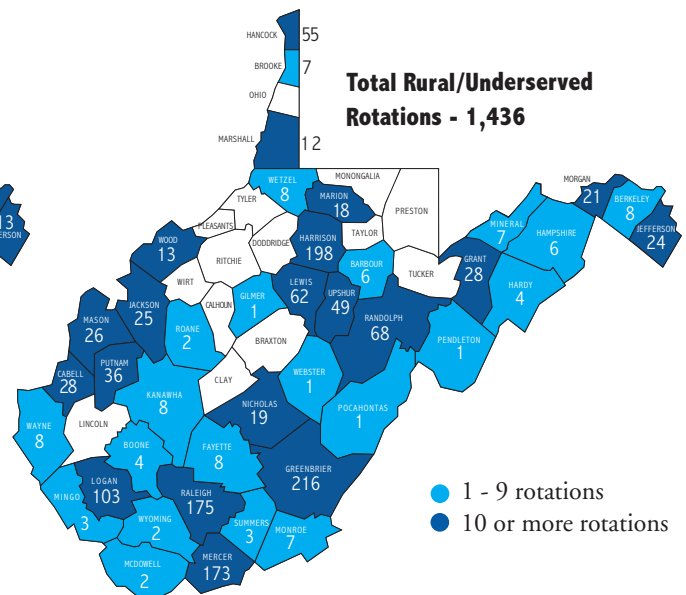 HANCOCK 55
BROOKE 7
OHIO
MARSHALL 12
Total Rural/Underserved
Rotations - 1,436
WETZEL
8
MONONGALIA
MARION
18
PRESTON
TYLER
PLEASANTS
DODDRIDGE
HARRISON
198
TAYLOR
MORGAN
21
BERKELEY
8
JEFFERSON
24
MINERAL
7
HAMPSHIRE
6
13
ERSON
WOOD
13
RITCHIE
WIRT
BARBOUR
6
TUCKER
GRANT
28
HARDY
4
JACKSON
25
CALHOUN
GILMER
1
LEWIS
62
UPSHUR
49
RANDOLPH
68
MASON
26
ROANE
2
BRAXTON
PENDLETON
1
CABELL
28
PUTNAM
36
CLAY
WEBSTER
1
KANAWHA
8
NICHOLAS
19
POCAHONTAS
1
WAYNE
8
LINCOLN
BOONE
4
FAYETTE
8
GREENBRIER
216
LOGAN
103
RALEIGH
175
MINGO
3
WYOMING
2
SUMMERS
3
MONROE
7
MCDOWELL
2
MERCER
173
1 - 9 rotations
10 or more rotations